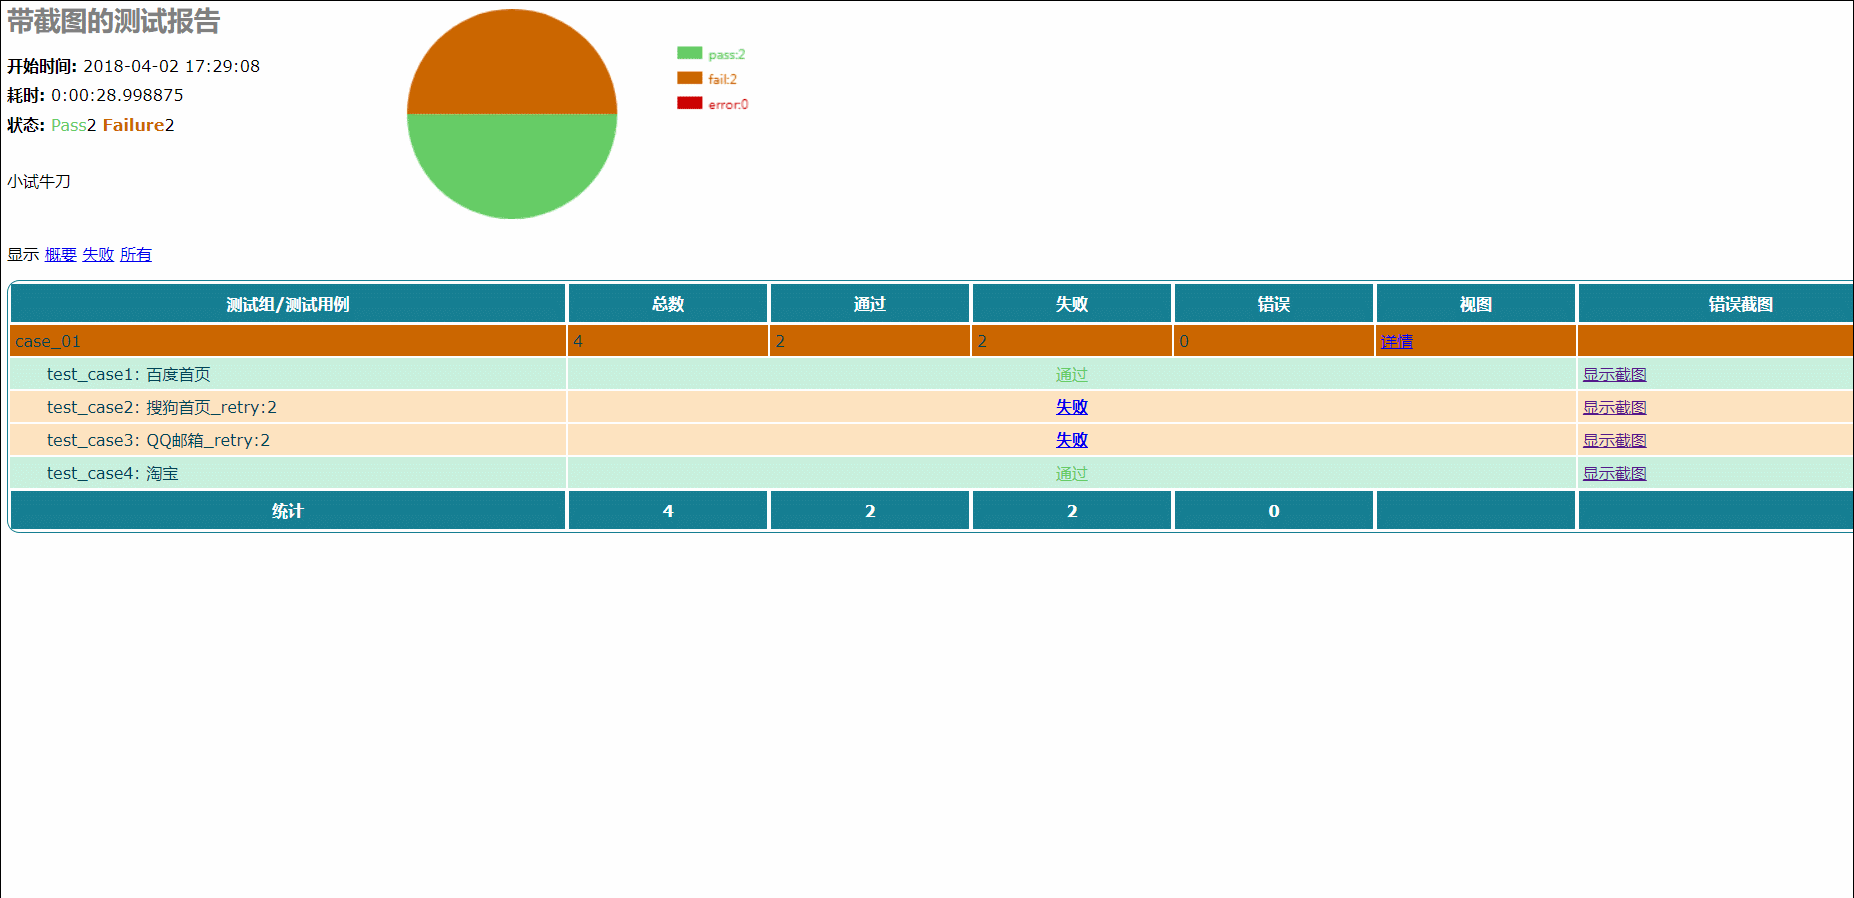 带截图的测试报告
开始时间: 2018-04-02 17:29:08
耗时: 0:00:28.998875
状态: Pass2 Failure2
小试牛刀
pass:2
fail:2
error:0
显示 概要 失败 所有
测试组/测试用例 总数 通过 失败 错误 视图 错误截图
case_01 4 2 2 0 详情
test_case1: 百度首页 通过 显示截图
test_case2: 搜狗首页_retry:2 失败 显示截图
test_case3: QQ邮箱_retry:2 失败 显示截图
test_case4: 淘宝 通过 显示截图
统计 4 2 2 0